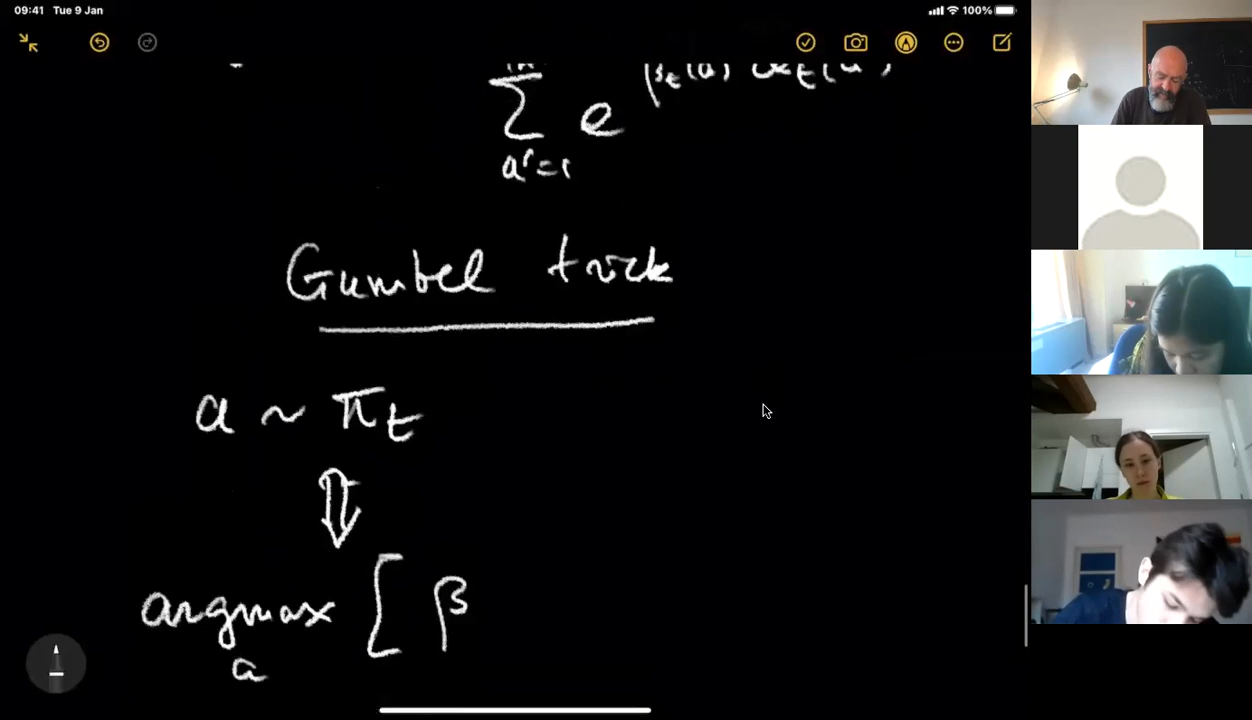 09:41 Tue 9 Jan 100%
Σ e
a'=1
Gumbel trick
a ~ π_t
⇕
argmax [ β
a